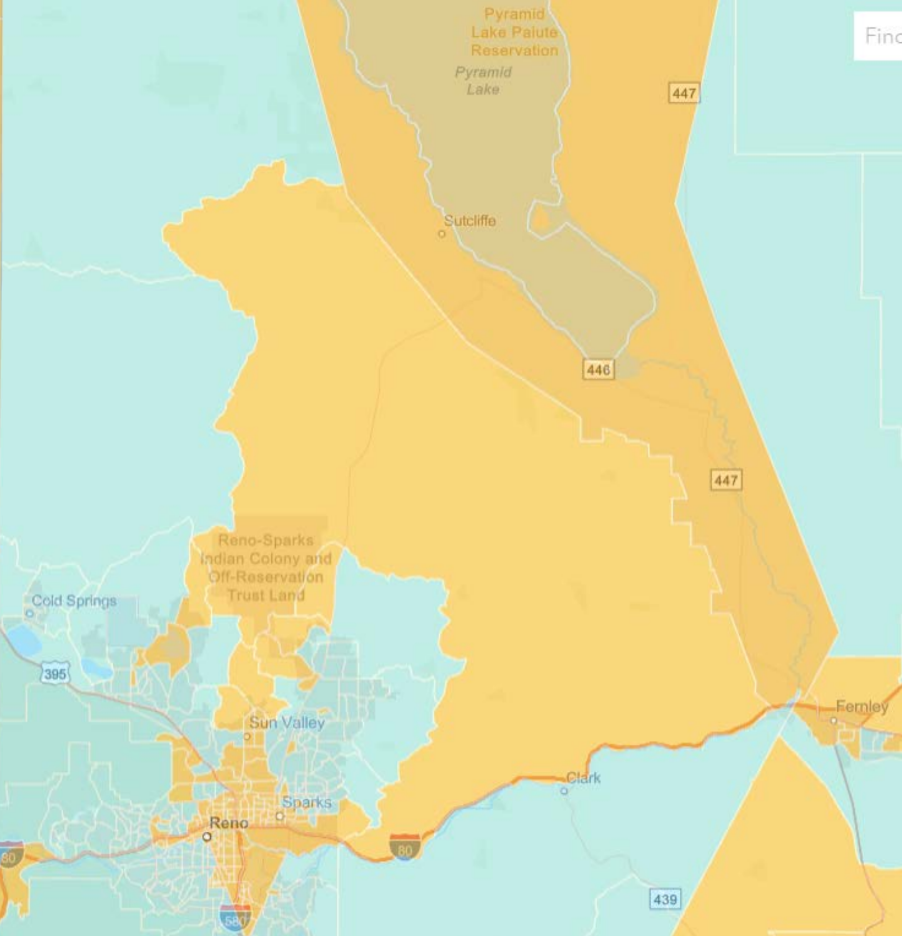 Pyramid
Lake Paiute
Reservation
Pyramid
Lake
Find
447
Sutcliffe
446
447
Reno-Sparks
Indian Colony and
Off-Reservation
Trust Land
Cold Springs
395
Fernley
Sun Valley
Clark
Sparks
Reno
80
80
439
580